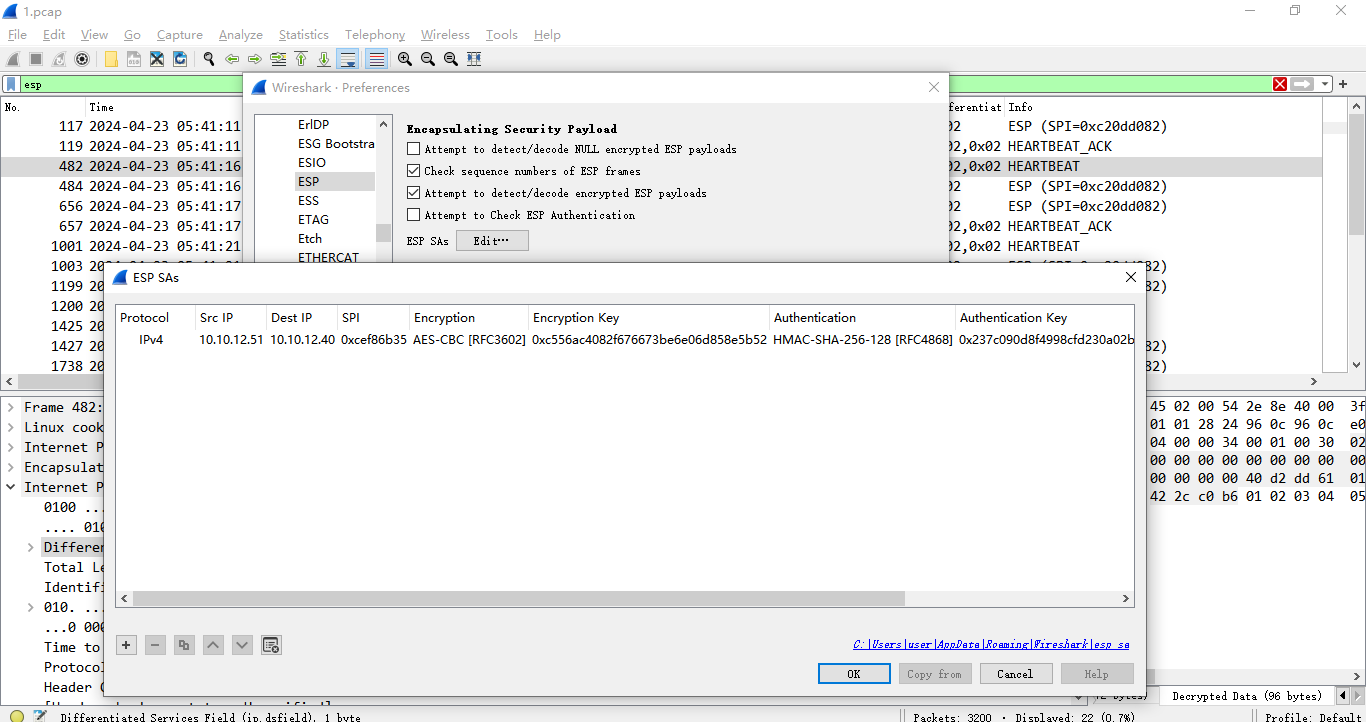 1.pcap
File Edit View Go Capture Analyze Statistics Telephony Wireless Tools Help
esp
Wireshark · Preferences
No. Time ferentiat Info
117 2024-04-23 05:41:11 02 ESP (SPI=0xc20dd082)
119 2024-04-23 05:41:11 02,0x02 HEARTBEAT_ACK
482 2024-04-23 05:41:16 02,0x02 HEARTBEAT
484 2024-04-23 05:41:16 02 ESP (SPI=0xc20dd082)
656 2024-04-23 05:41:17 02 ESP (SPI=0xc20dd082)
657 2024-04-23 05:41:17 02,0x02 HEARTBEAT_ACK
1001 2024-04-23 05:41:21 02,0x02 HEARTBEAT
1003 20 82)
1199 20 82)
1200 20
1425 20
1427 20 82)
1738 20 82)
ErlDP
ESG Bootstra
ESIO
ESP
ESS
ETAG
Etch
ETHERCAT
Encapsulating Security Payload
Attempt to detect/decode NULL encrypted ESP payloads
Check sequence numbers of ESP frames
Attempt to detect/decode encrypted ESP payloads
Attempt to Check ESP Authentication
ESP SAs Edit…
ESP SAs
Protocol Src IP Dest IP SPI Encryption Encryption Key Authentication Authentication Key
IPv4 10.10.12.51 10.10.12.40 0xcef86b35 AES-CBC [RFC3602] 0xc556ac4082f676673be6e06d858e5b52 HMAC-SHA-256-128 [RFC4868] 0x237c090d8f4998cfd230a02b
C:|Users|user|AppData|Roaming|Wireshark|esp_sa
OK Copy from Cancel Help
Frame 482:
Linux cook
Internet P
Encapsulat
Internet P
0100 ...
.... 010
Differen
Total Le
Identifi
010. ...
...0 000
Time to
Protocol
Header C
45 02 00 54 2e 8e 40 00 3f
01 01 28 24 96 0c 96 0c e0
04 00 00 34 00 01 00 30 02
00 00 00 00 00 00 00 00 00
00 00 00 00 40 d2 dd 61 01
42 2c c0 b6 01 02 03 04 05
Decrypted Data (96 bytes)
Differentiated Services Field (ip.dsfield), 1 byte
Packets: 3200 · Displayed: 22 (0.7%)
Profile: Default